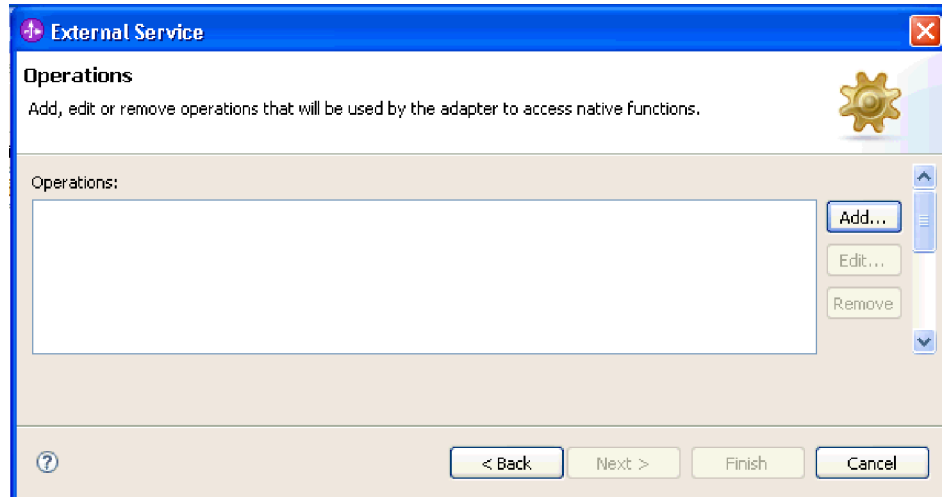 External Service
Operations
Add, edit or remove operations that will be used by the adapter to access native functions.
Operations:
Add...
Edit...
Remove
< Back
Next >
Finish
Cancel